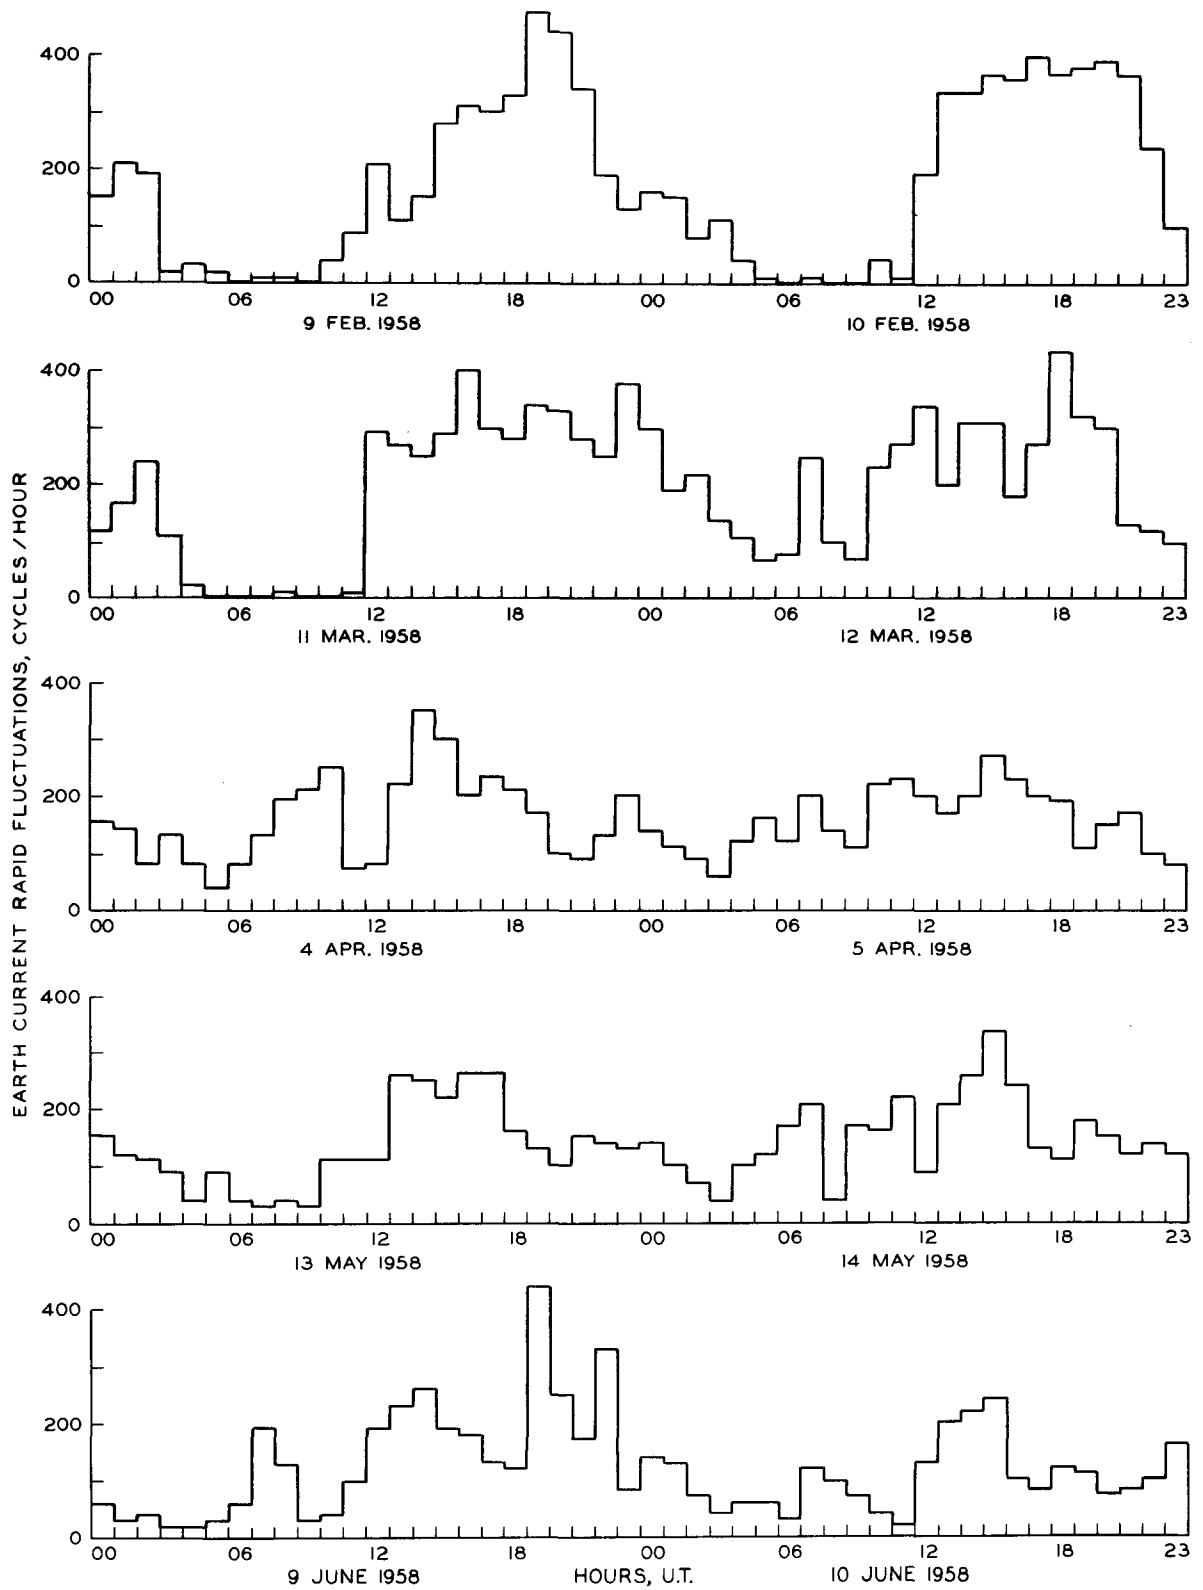 EARTH CURRENT RAPID FLUCTUATIONS, CYCLES/HOUR
400
200
0
00 06 12 18 00 06 12 18 23
9 FEB. 1958 10 FEB. 1958
400
200
0
00 06 12 18 00 06 12 18 23
11 MAR. 1958 12 MAR. 1958
400
200
0
00 06 12 18 00 06 12 18 23
4 APR. 1958 5 APR. 1958
400
200
0
00 06 12 18 00 06 12 18 23
13 MAY 1958 14 MAY 1958
400
200
0
00 06 12 18 00 06 12 18 23
9 JUNE 1958 HOURS, U.T. 10 JUNE 1958